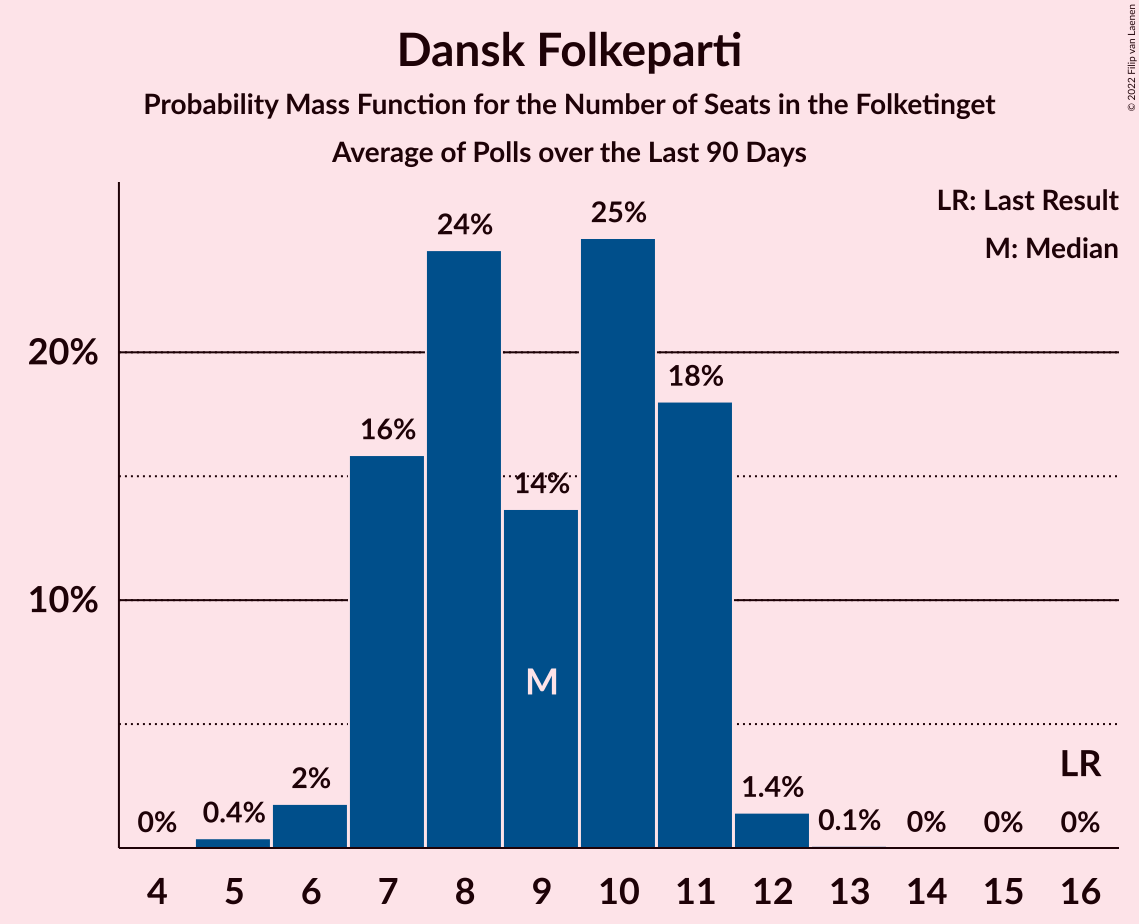 Dansk Folkeparti
Probability Mass Function for the Number of Seats in the Folketinget
Average of Polls over the Last 90 Days
© 2022 Filip van Laenen
LR: Last Result
M: Median
20%
10%
0%
0.4%
2%
16%
24%
14%
25%
18%
1.4%
0.1%
0%
0%
0%
M
LR
4 5 6 7 8 9 10 11 12 13 14 15 16